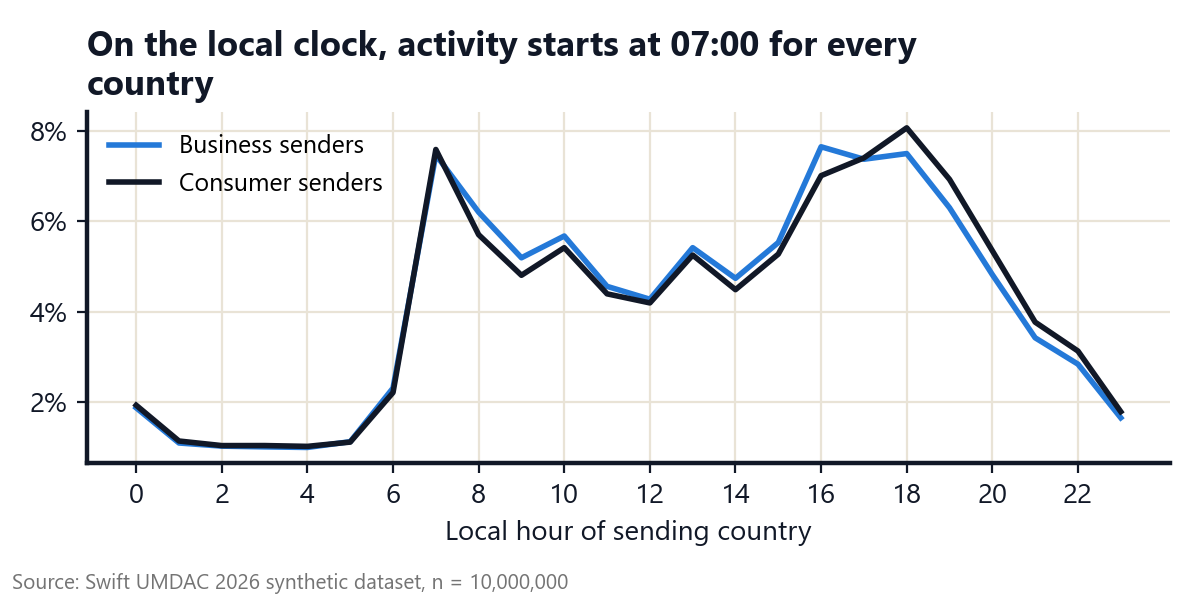 On the local clock, activity starts at 07:00 for every
country
8%
6%
4%
2%
Business senders
Consumer senders
0 2 4 6 8 10 12 14 16 18 20 22
Local hour of sending country
Source: Swift UMDAC 2026 synthetic dataset, n = 10,000,000